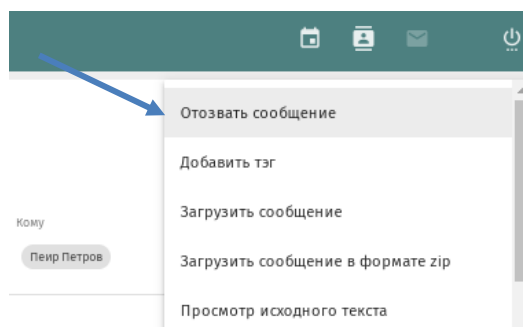 Отозвать сообщение
Добавить тэг
Загрузить сообщение
Кому
Пеир Петров
Загрузить сообщение в формате zip
Просмотр исходного текста